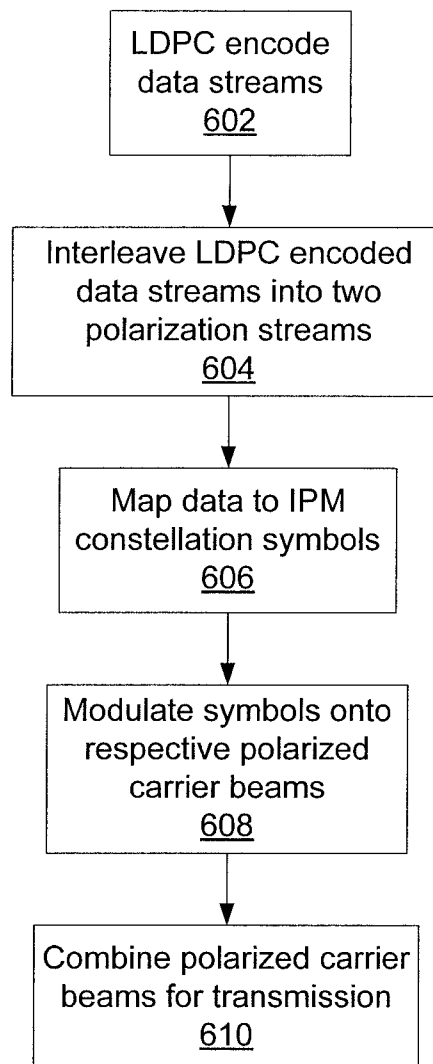 LDPC encode
data streams
602
Interleave LDPC encoded
data streams into two
polarization streams
604
Map data to IPM
constellation symbols
606
Modulate symbols onto
respective polarized
carrier beams
608
Combine polarized carrier
beams for transmission
610